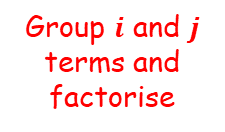 Group i and j
terms and
factorise